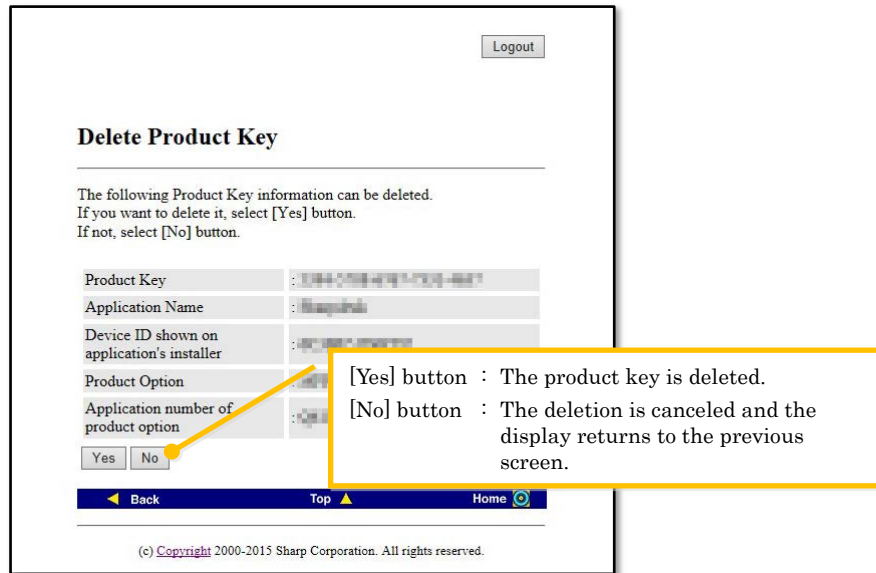 Logout
Delete Product Key
The following Product Key information can be deleted.
If you want to delete it, select [Yes] button.
If not, select [No] button.
Product Key :
Application Name :
Device ID shown on
application's installer :
Product Option :
Application number of
product option :
[Yes] button : The product key is deleted.
[No] button : The deletion is canceled and the
display returns to the previous
screen.
Yes No
Back Top Home
(c) Copyright 2000-2015 Sharp Corporation. All rights reserved.